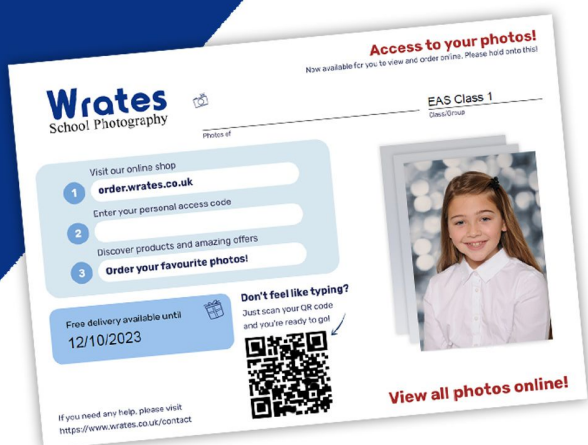 Access to your photos!
Now available for you to view and order online. Please hold onto this!
Wrates
School Photography
Photos of
EAS Class 1
Class/Group
Visit our online shop
1
order.wrates.co.uk
Enter your personal access code
2
Discover products and amazing offers
3
Order your favourite photos!
Free delivery available until
12/10/2023
Don't feel like typing?
Just scan your QR code
and you're ready to go!
If you need any help, please visit
https://www.wrates.co.uk/contact
View all photos online!